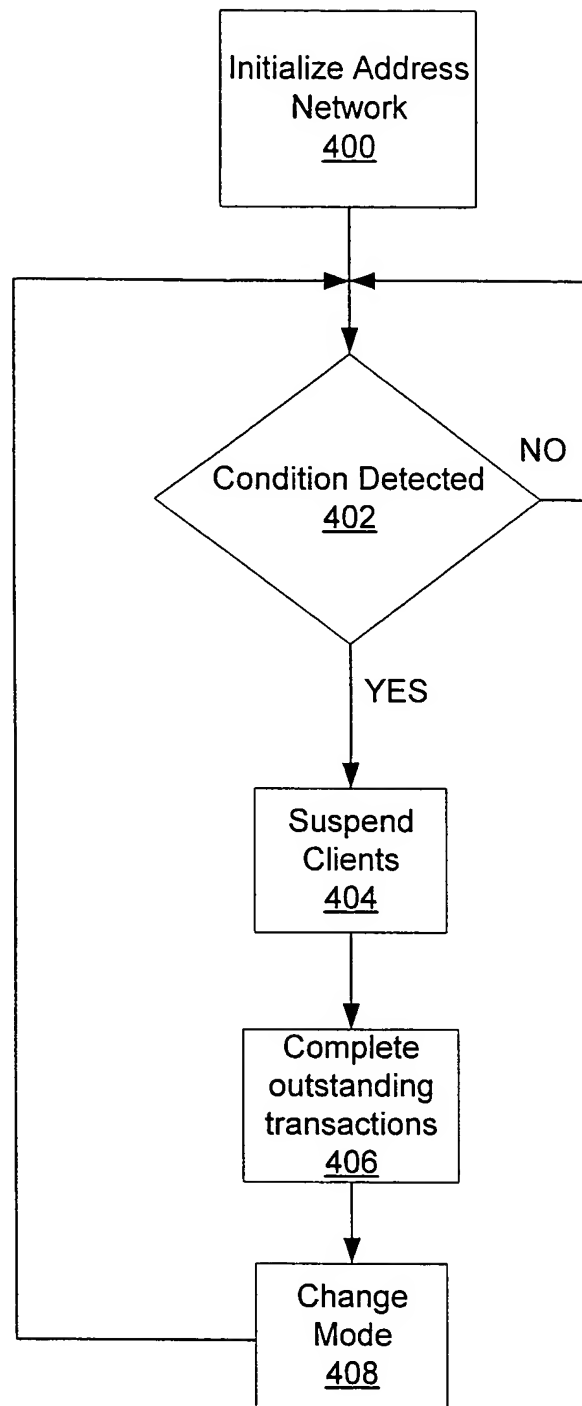 Initialize Address
Network
400
Condition Detected
402
NO
YES
Suspend
Clients
404
Complete
outstanding
transactions
406
Change
Mode
408